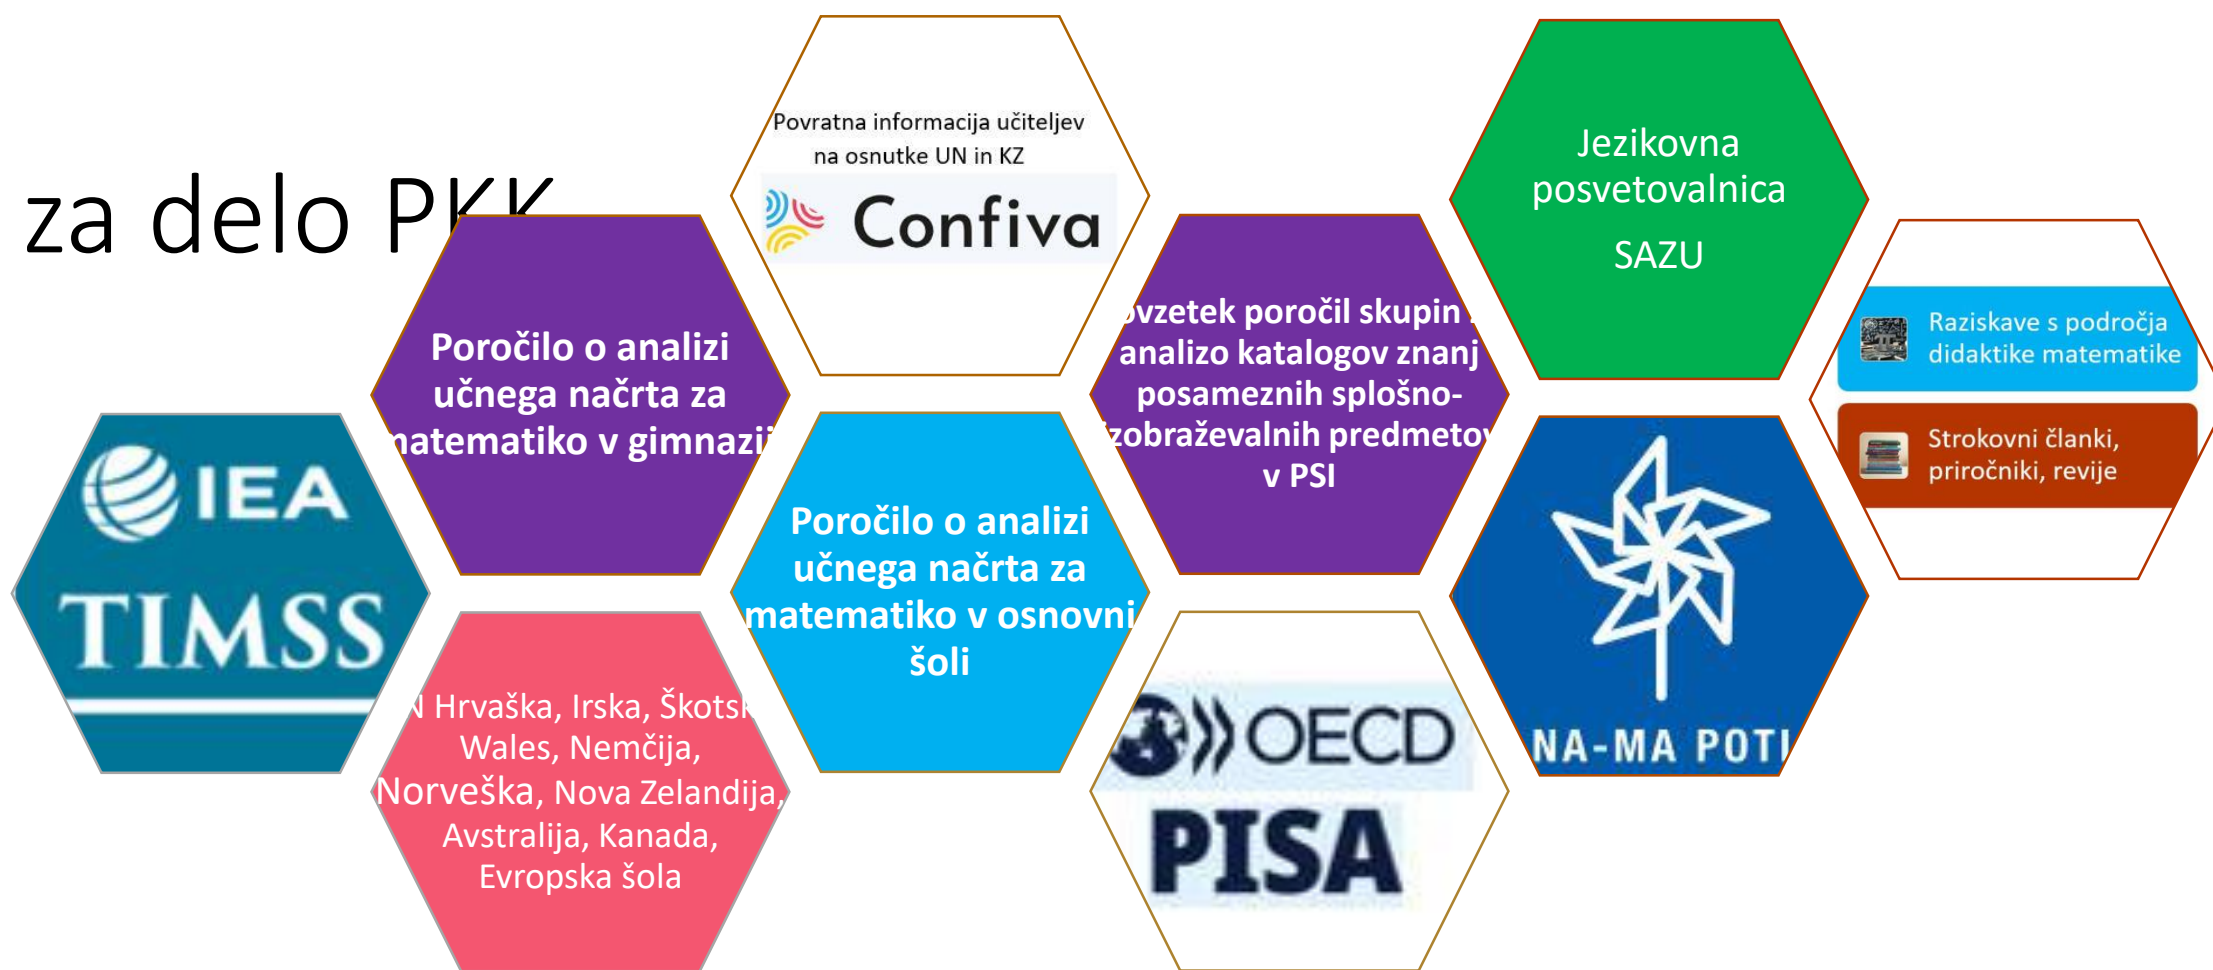 za delo PKK
Povratna informacija učiteljev
na osnutke UN in KZ
Confiva
Jezikovna
posvetovalnica
SAZU
Poročilo o analizi
učnega načrta za
matematiko v gimnaziji
ovzetek poročil skupin
analizo katalogov znanj
posameznih splošno-
izobraževalnih predmetov
v PSI
Raziskave s področja
didaktike matematike
Strokovni članki,
priročniki, revije
IEA
TIMSS
Poročilo o analizi
učnega načrta za
matematiko v osnovni
šoli
NA-MA POTI
N Hrvaška, Irska, Škotsk
Wales, Nemčija,
Norveška, Nova Zelandija,
Avstralija, Kanada,
Evropska šola
OECD
PISA